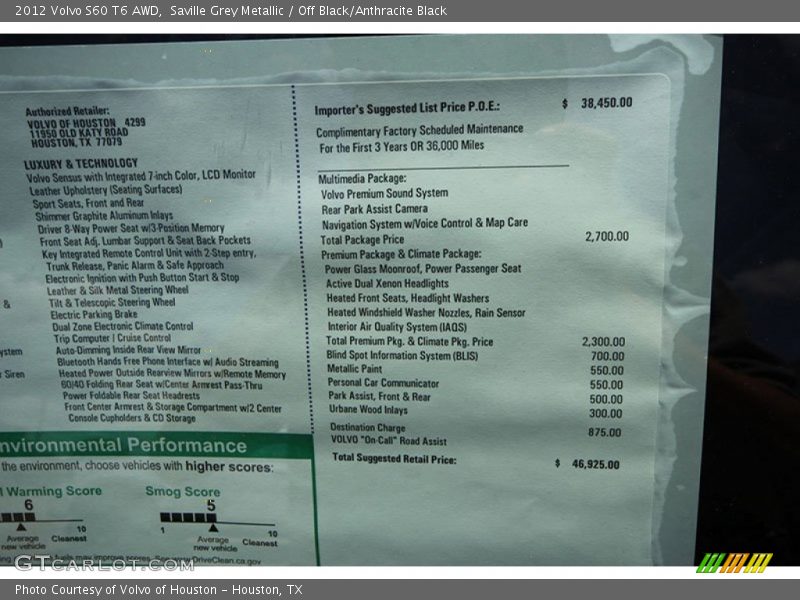 2012 Volvo S60 T6 AWD, Saville Grey Metallic / Off Black/Anthracite Black
Authorized Retailer:
VOLVO OF HOUSTON 4299
11950 OLD KATY ROAD
HOUSTON, TX 77079
LUXURY & TECHNOLOGY
Volvo Sensus with Integrated 7-inch Color, LCD Monitor
Leather Upholstery (Seating Surfaces)
Sport Seats, Front and Rear
Shimmer Graphite Aluminum Inlays
Driver 8-Way Power Seat w/3-Position Memory
Front Seat Adj. Lumbar Support & Seat Back Pockets
Key Integrated Remote Control Unit with 2-Step entry,
Trunk Release, Panic Alarm & Safe Approach
Electronic Ignition with Push Button Start & Stop
Leather & Silk Metal Steering Wheel
& Tilt & Telescopic Steering Wheel
Electric Parking Brake
Dual Zone Electronic Climate Control
Trip Computer | Cruise Control
ystem Auto-Dimming Inside Rear View Mirror
Bluetooth Hands Free Phone Interface w/ Audio Streaming
r Siren Heated Power Outside Rearview Mirrors w/Remote Memory
60/40 Folding Rear Seat w/Center Armrest Pass-Thru
Power Foldable Rear Seat Headrests
Front Center Armrest & Storage Compartment w/2 Center
Console Cupholders & CD Storage
nvironmental Performance
the environment, choose vehicles with higher scores:
l Warming Score
6
10
Average
new vehicle
Cleanest
Smog Score
5
1
10
Average
new vehicle
Cleanest
fuels may improve scores. See www.DriveClean.ca.gov
Importer's Suggested List Price P.O.E.: $ 38,450.00
Complimentary Factory Scheduled Maintenance
For the First 3 Years OR 36,000 Miles
Multimedia Package:
Volvo Premium Sound System
Rear Park Assist Camera
Navigation System w/Voice Control & Map Care
Total Package Price 2,700.00
Premium Package & Climate Package:
Power Glass Moonroof, Power Passenger Seat
Active Dual Xenon Headlights
Heated Front Seats, Headlight Washers
Heated Windshield Washer Nozzles, Rain Sensor
Interior Air Quality System (IAQS)
Total Premium Pkg. & Climate Pkg. Price 2,300.00
Blind Spot Information System (BLIS) 700.00
Metallic Paint 550.00
Personal Car Communicator 550.00
Park Assist, Front & Rear 500.00
Urbane Wood Inlays 300.00
Destination Charge 875.00
VOLVO "On-Call" Road Assist
Total Suggested Retail Price: $ 46,925.00
GTCARLOT.COM
Photo Courtesy of Volvo of Houston - Houston, TX